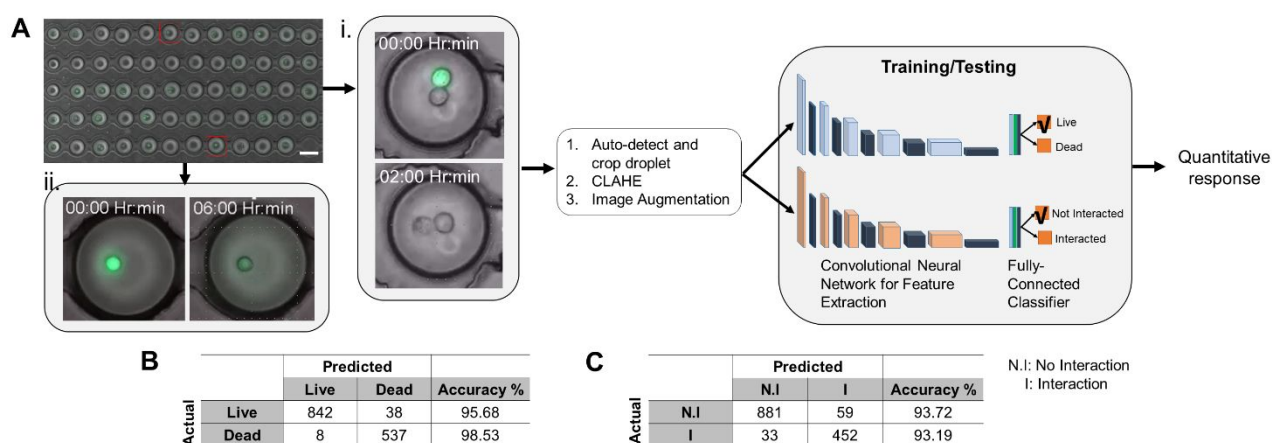 A
i.
00:00 Hr:min
02:00 Hr:min
ii.
00:00 Hr:min
06:00 Hr:min
1. Auto-detect and
crop droplet
2. CLAHE
3. Image Augmentation
Training/Testing
Live
Dead
Not Interacted
Interacted
Convolutional Neural
Network for Feature
Extraction
Fully-
Connected
Classifier
Quantitative
response
B
Predicted
Live Dead Accuracy %
Actual
Live 842 38 95.68
Dead 8 537 98.53
C
Predicted
N.I I Accuracy %
Actual
N.I 881 59 93.72
I 33 452 93.19
N.I: No Interaction
I: Interaction